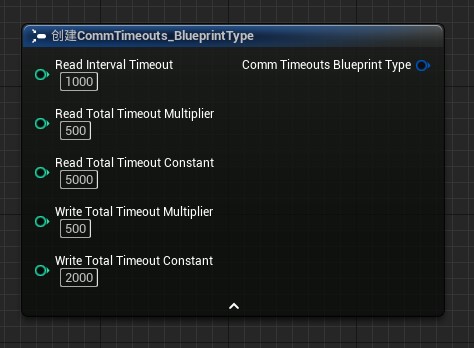 创建CommTimeouts_BlueprintType
Read Interval Timeout
Comm Timeouts Blueprint Type
1000
Read Total Timeout Multiplier
500
Read Total Timeout Constant
5000
Write Total Timeout Multiplier
500
Write Total Timeout Constant
2000